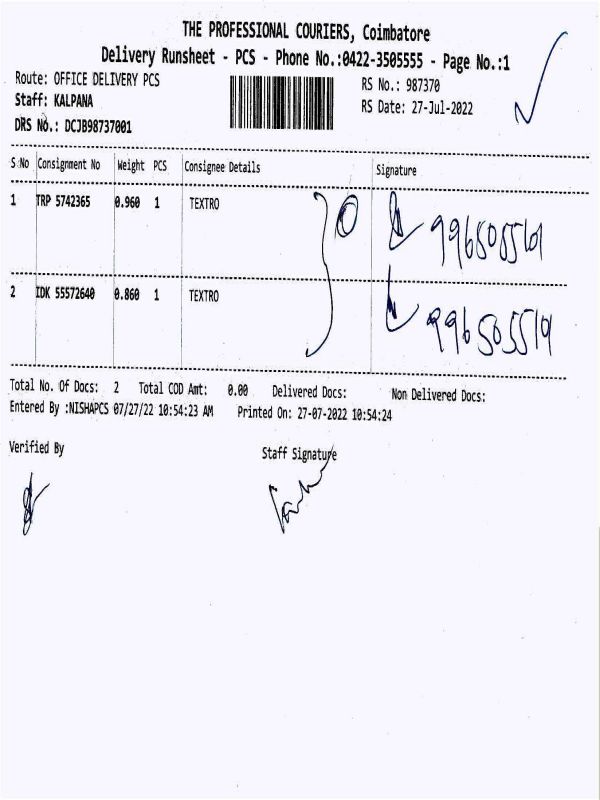 THE PROFESSIONAL COURIERS, Coimbatore
Delivery Runsheet - PCS - Phone No.:0422-3505555 - Page No.:1
Route: OFFICE DELIVERY PCS
RS No.: 987370
Staff: KALPANA
RS Date: 27-Jul-2022
DRS No.: DCJB98737001
S No Consignment No Weight PCS Consignee Details Signature
1 TRP 5742365 0.960 1 TEXTRO
2 IDK 55572640 0.860 1 TEXTRO
Total No. Of Docs: 2 Total COD Amt: 0.00 Delivered Docs: Non Delivered Docs:
Entered By :NISHAPCS 07/27/22 10:54:23 AM Printed On: 27-07-2022 10:54:24
Verified By Staff Signature